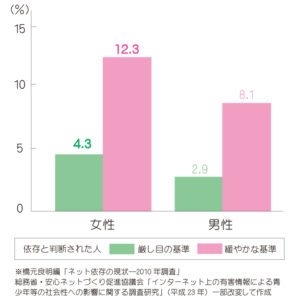 (%)
15
12.3
10
8.1
5
4.3
2.9
0
女性
男性
依存と判断された人
厳し目の基準
緩やかな基準
※橋元良明編「ネット依存の現状―2010年調査」
総務省・安心ネットづくり促進協議会「インターネット上の有害情報による青
少年等の社会性への影響に関する調査研究」(平成23年)一部改変して作成